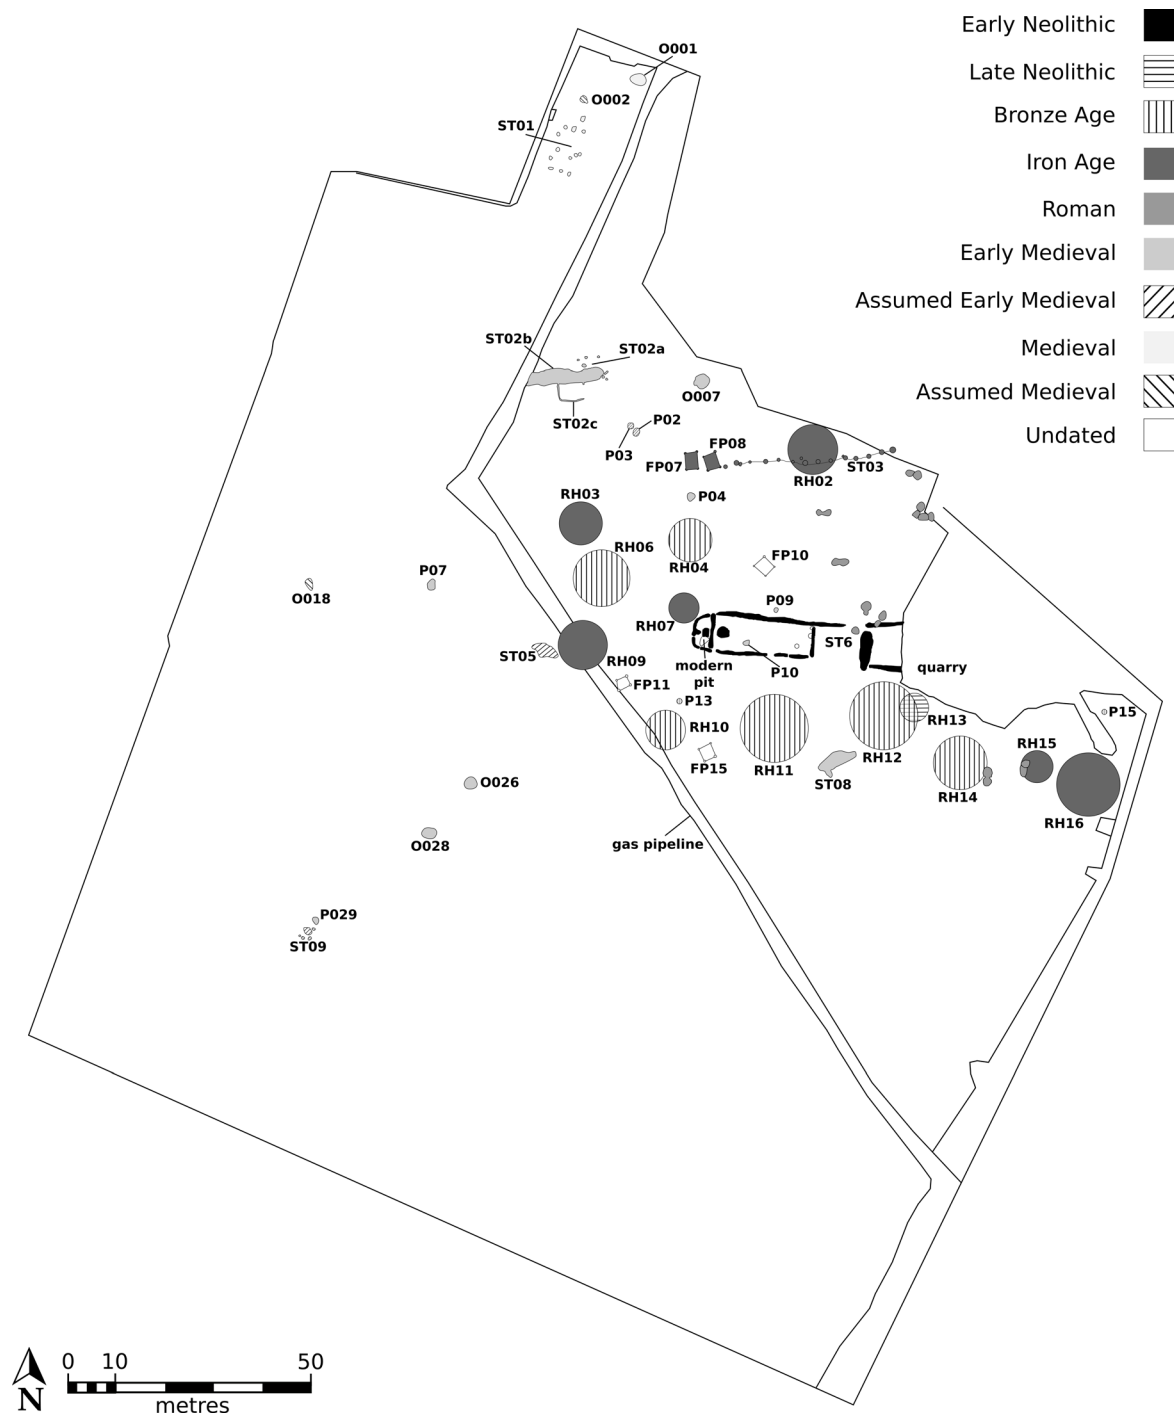 Early Neolithic
Late Neolithic
Bronze Age
Iron Age
Roman
Early Medieval
Assumed Early Medieval
Medieval
Assumed Medieval
Undated
O001
O002
ST01
ST02b
ST02a
O007
ST02c
P02
P03
FP08
FP07
ST03
RH02
RH03
P04
RH06
RH04
FP10
P07
O018
P09
RH07
ST6
ST05
RH09
modern
pit
P10
quarry
FP11
P13
P15
RH10
RH13
RH12
RH15
FP15
RH11
ST08
RH14
RH16
O026
gas pipeline
O028
P029
ST09
0 10 50
metres
N